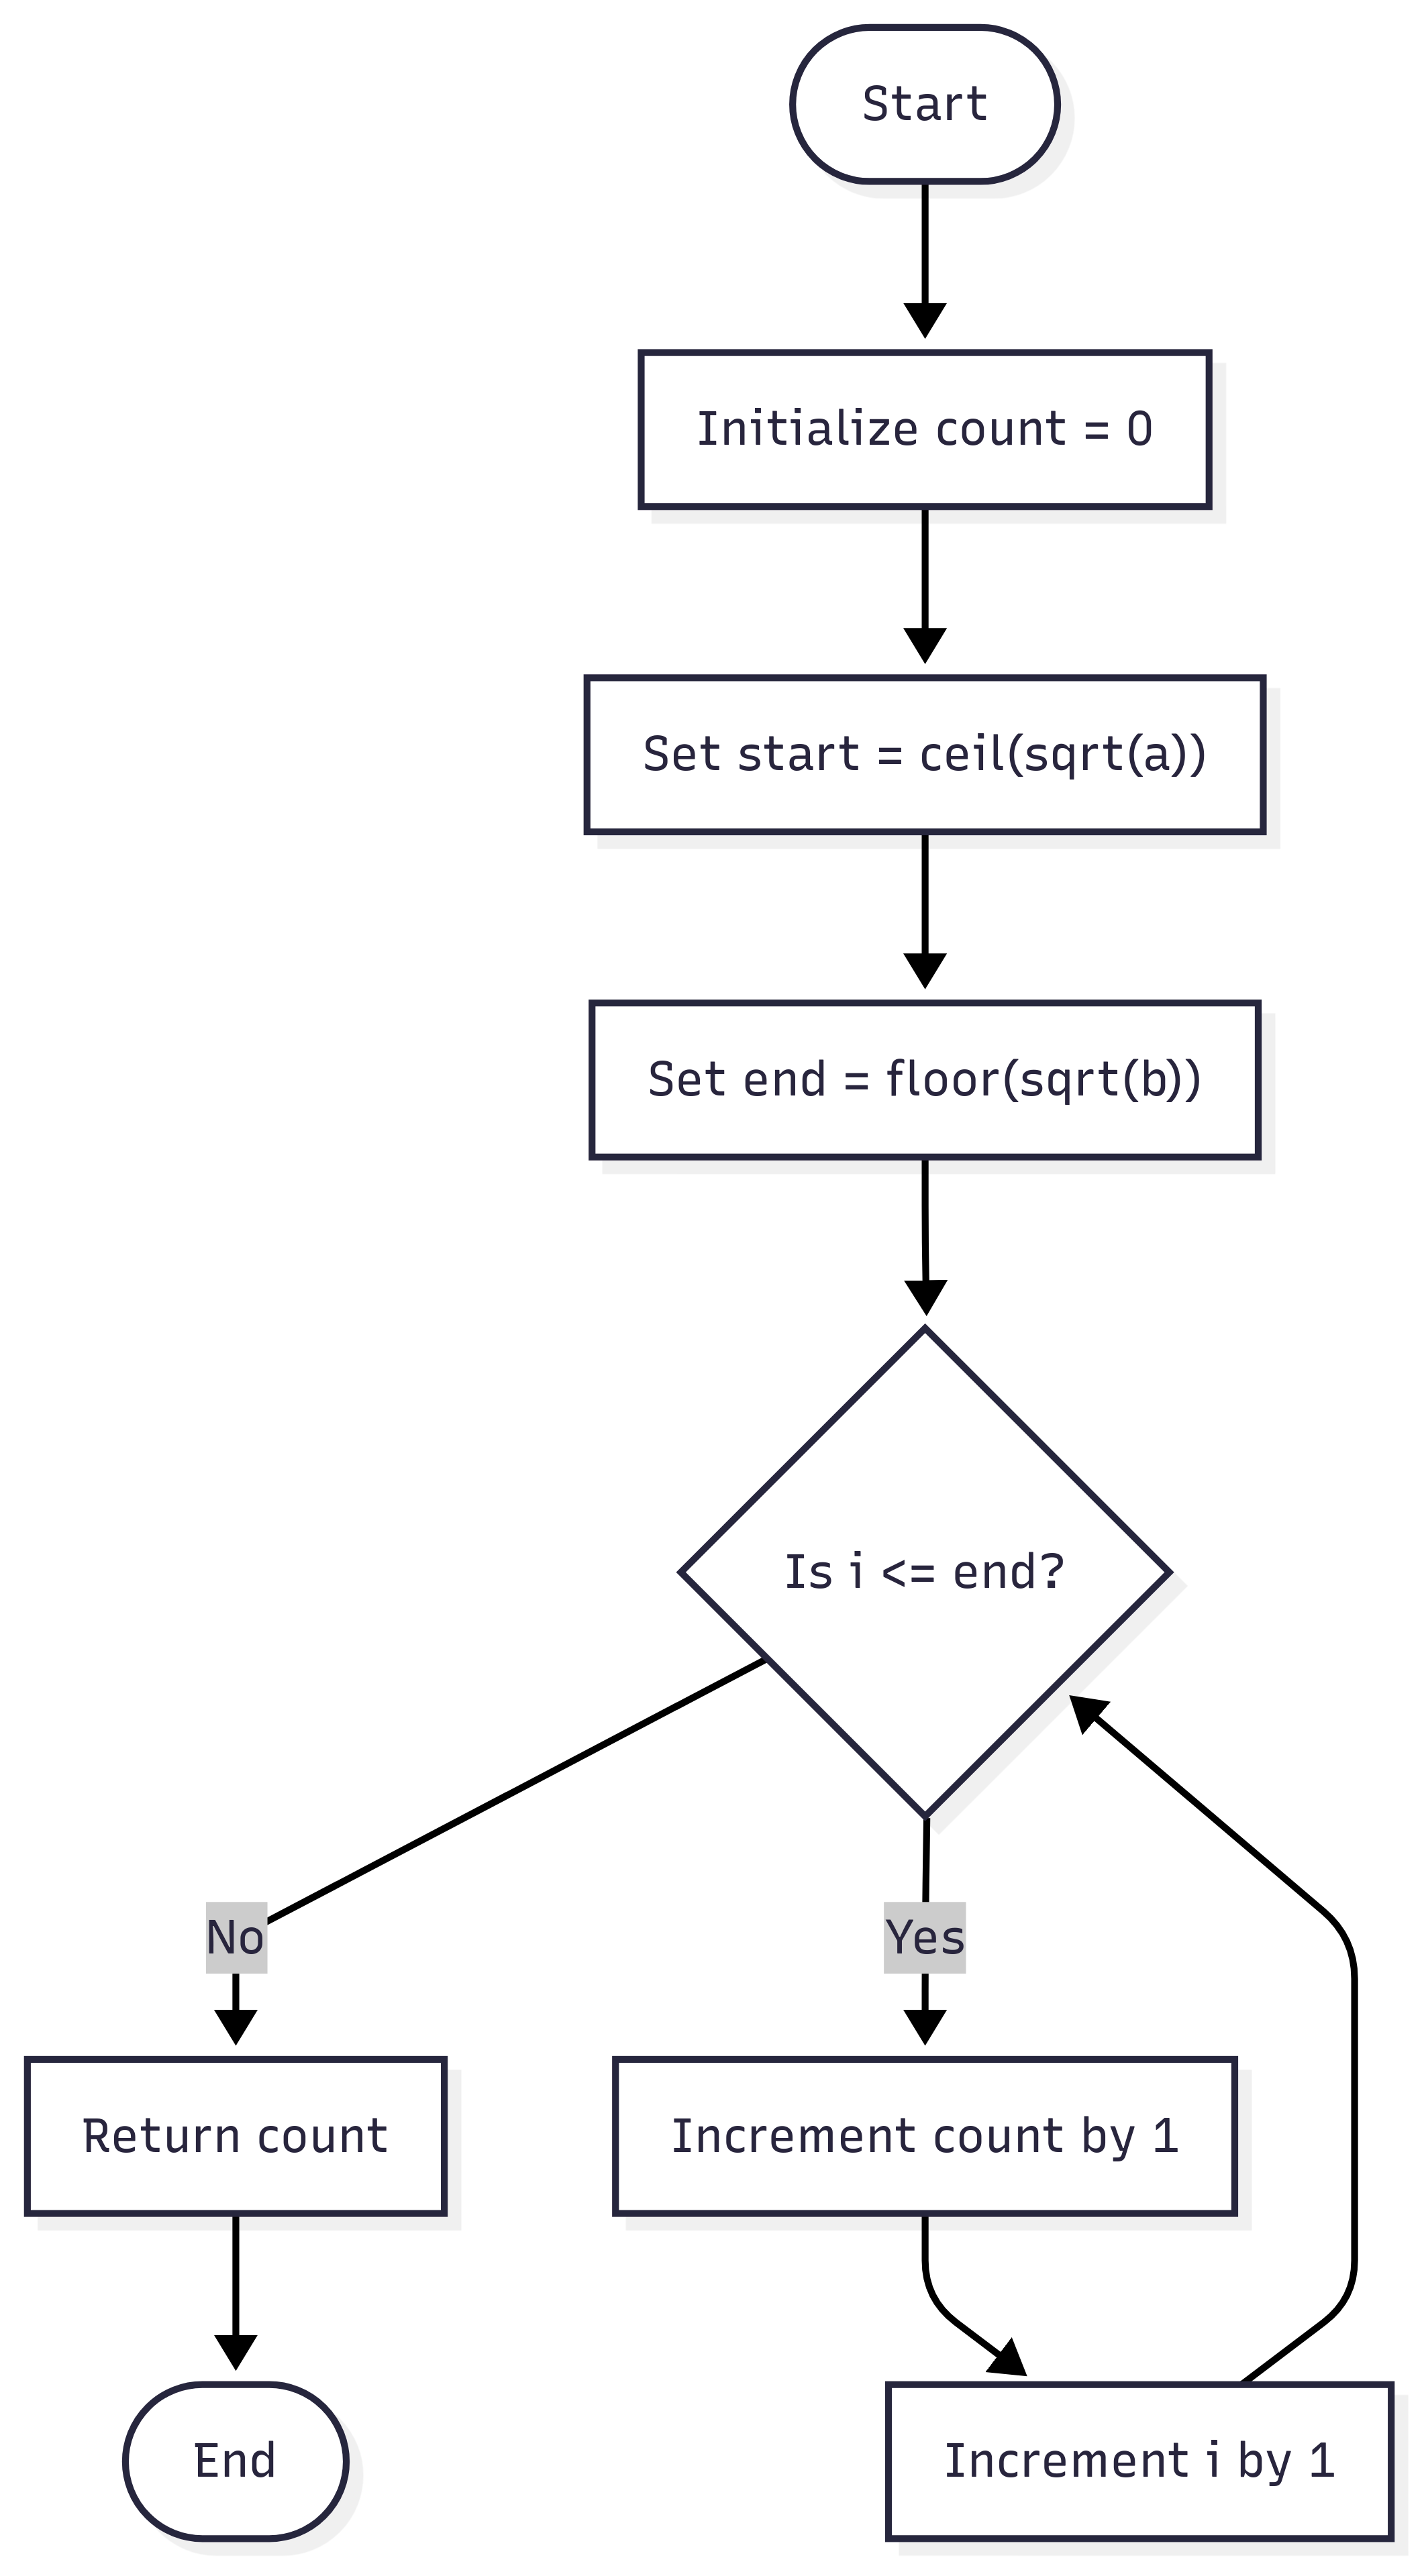 Start
Initialize count = 0
Set start = ceil(sqrt(a))
Set end = floor(sqrt(b))
Is i <= end?
No
Yes
Return count
Increment count by 1
End
Increment i by 1